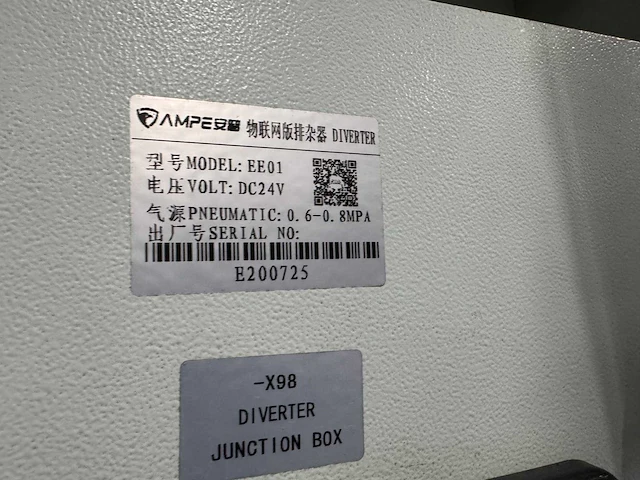 AMPE安普 物联网版排杂器 DIVERTER
型号MODEL: EE01
电压VOLT: DC24V
气源PNEUMATIC: 0.6-0.8MPA
出厂号SERIAL NO:
E200725
-X98
DIVERTER
JUNCTION BOX